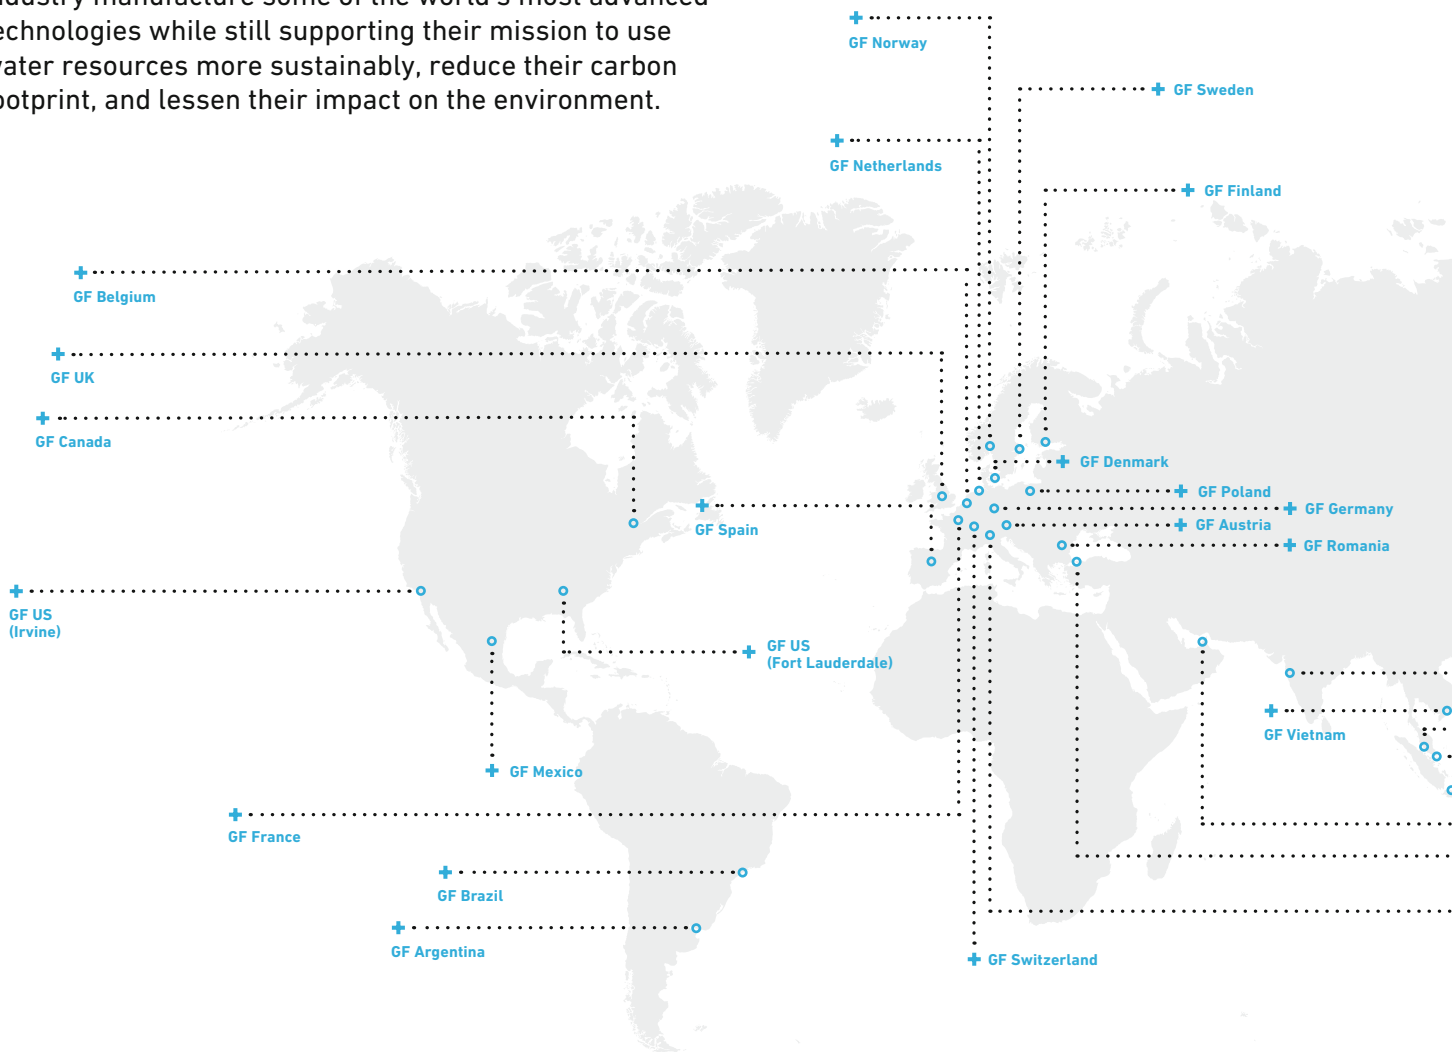 echnologies while still supporting their mission to use
ater resources more sustainably, reduce their carbon
ootprint, and lessen their impact on the environment.
GF Norway
GF Sweden
GF Netherlands
GF Finland
GF Belgium
GF UK
GF Canada
GF Denmark
GF Poland
GF Spain
GF Germany
GF Austria
GF Romania
GF US
(Irvine)
GF US
(Fort Lauderdale)
GF Vietnam
GF Mexico
GF France
GF Brazil
GF Argentina
GF Switzerland